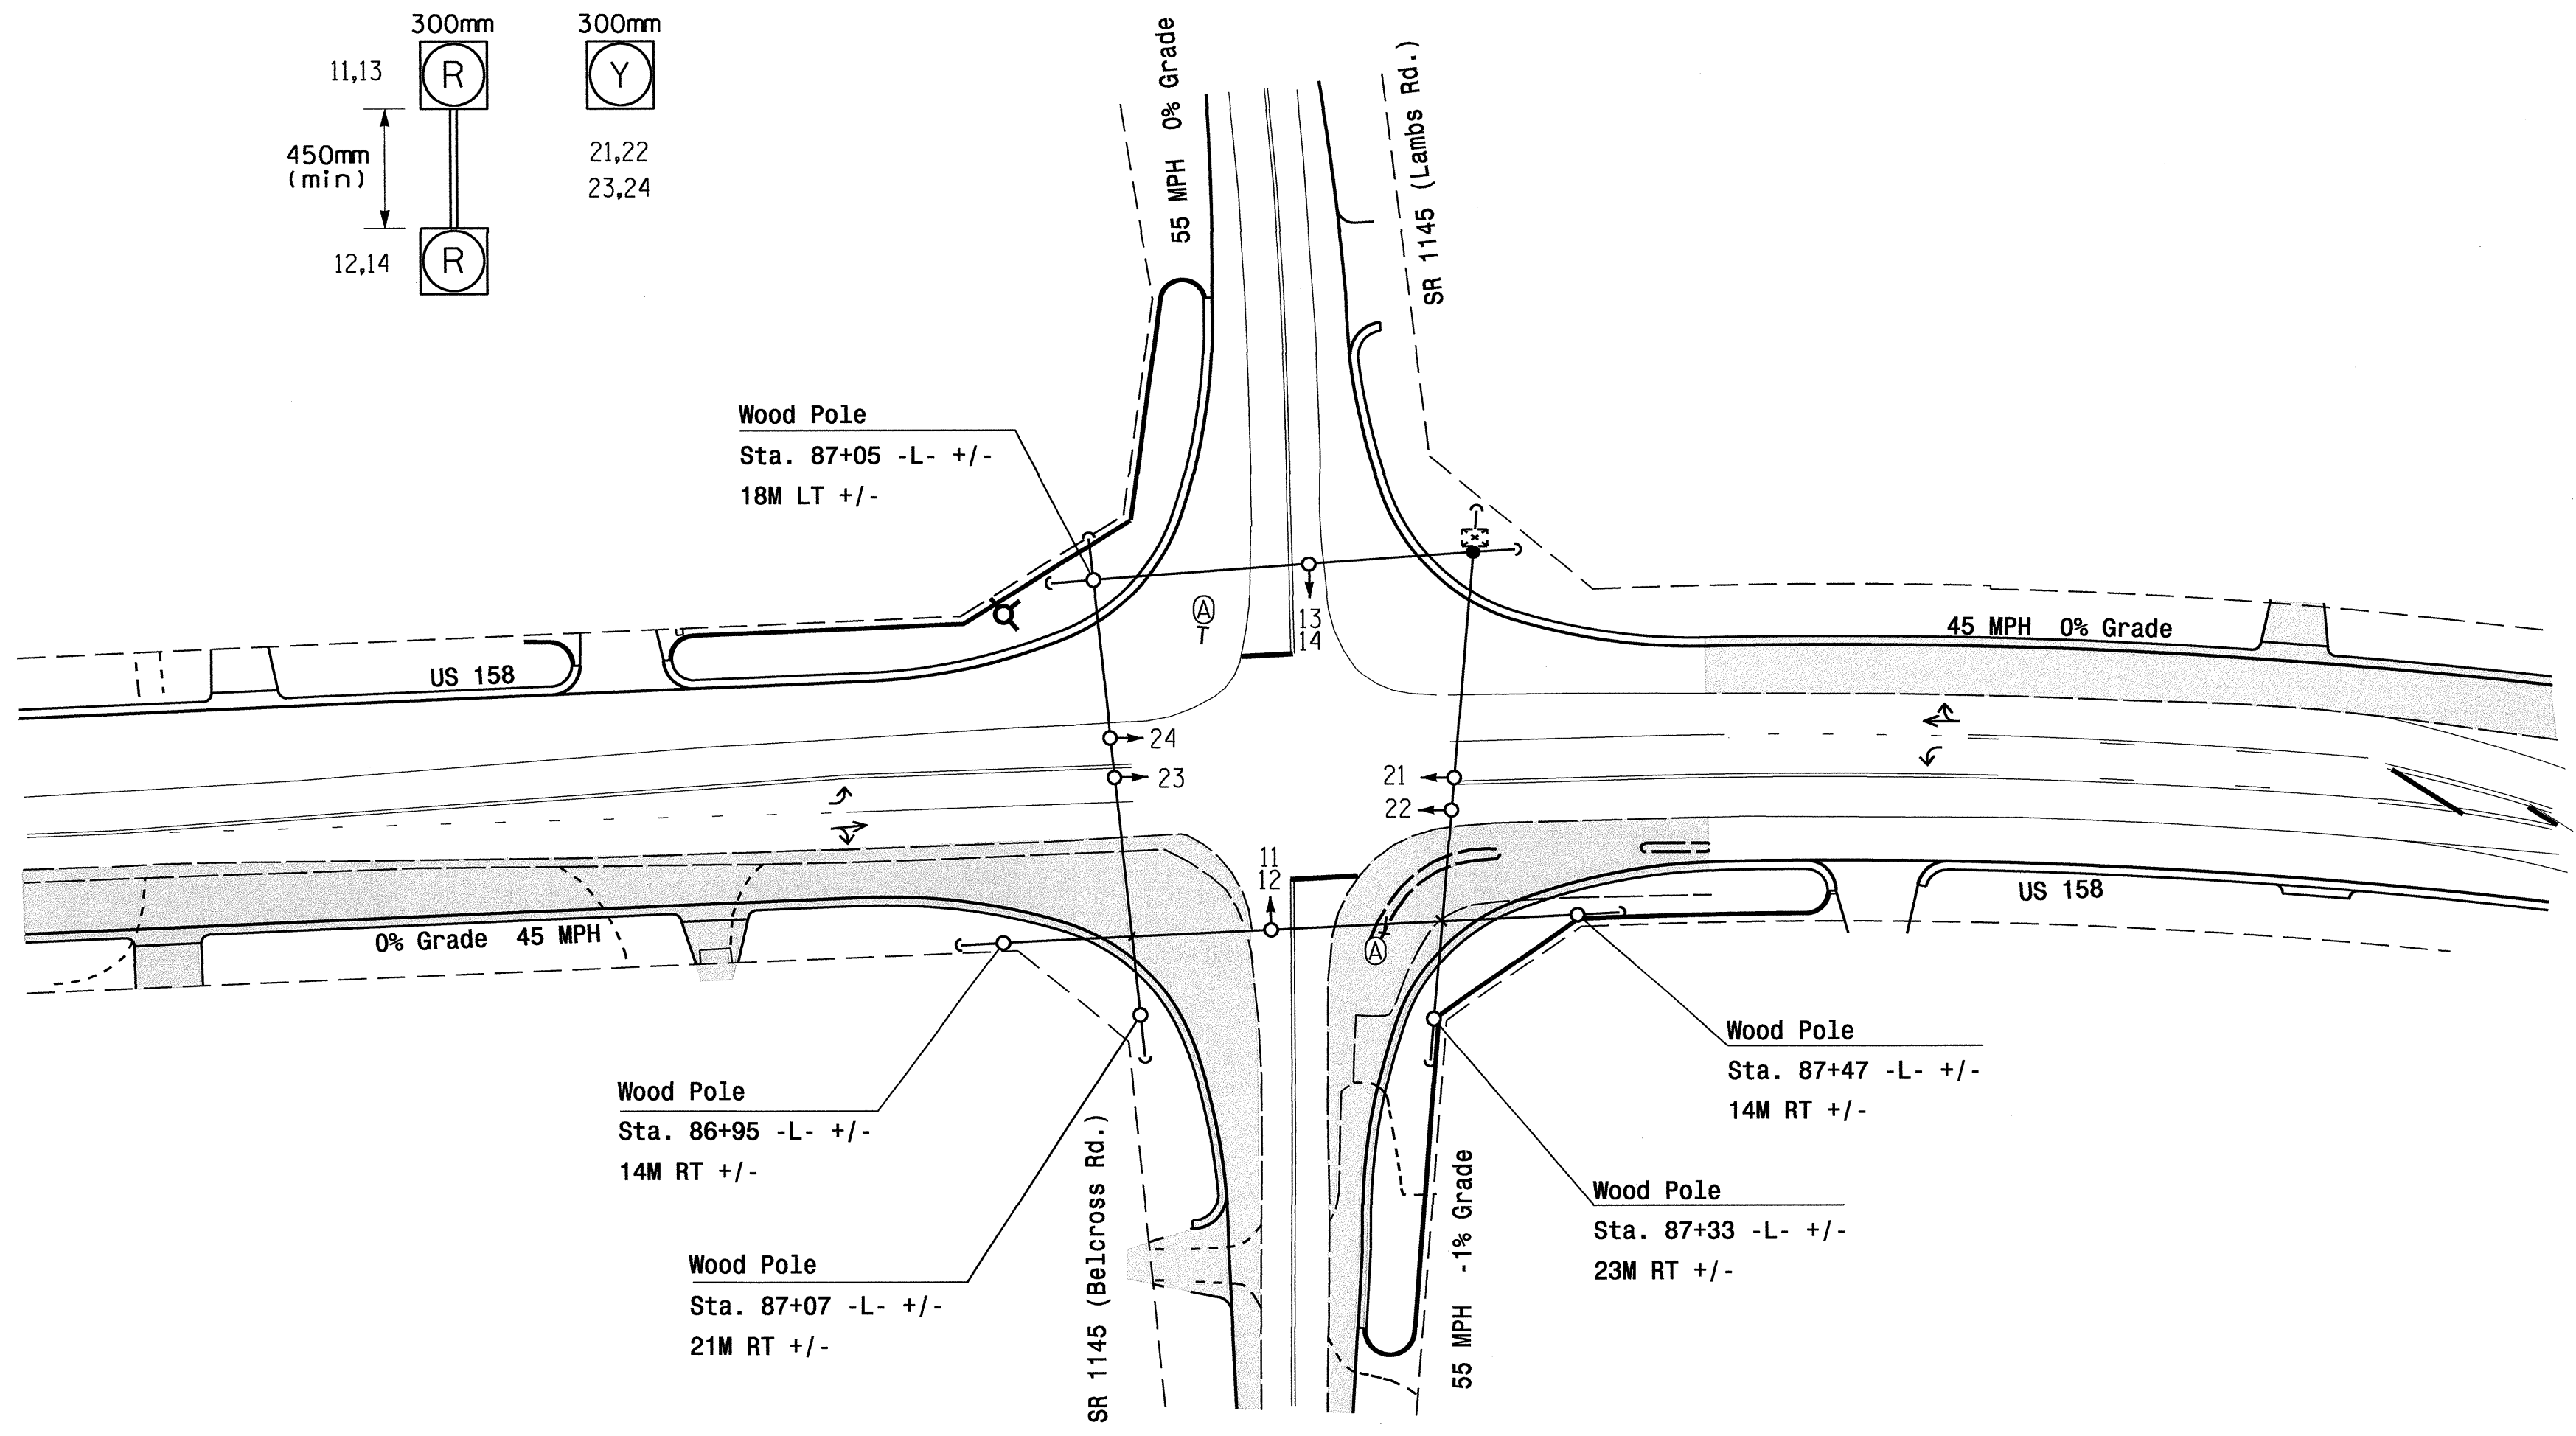 300mm
300mm
11,13
R
Y
450mm
(min)
21,22
23,24
12,14
R
55 MPH 0% Grade
SR 1145 (Lambs Rd.)
Wood Pole
Sta. 87+05 -L- +/-
18M LT +/-
A
T
13
14
45 MPH 0% Grade
US 158
24
23
21
22
11
12
A
T
US 158
0% Grade 45 MPH
Wood Pole
Sta. 86+95 -L- +/-
14M RT +/-
Wood Pole
Sta. 87+47 -L- +/-
14M RT +/-
Wood Pole
Sta. 87+07 -L- +/-
21M RT +/-
SR 1145 (Belcross Rd.)
55 MPH -1% Grade
Wood Pole
Sta. 87+33 -L- +/-
23M RT +/-